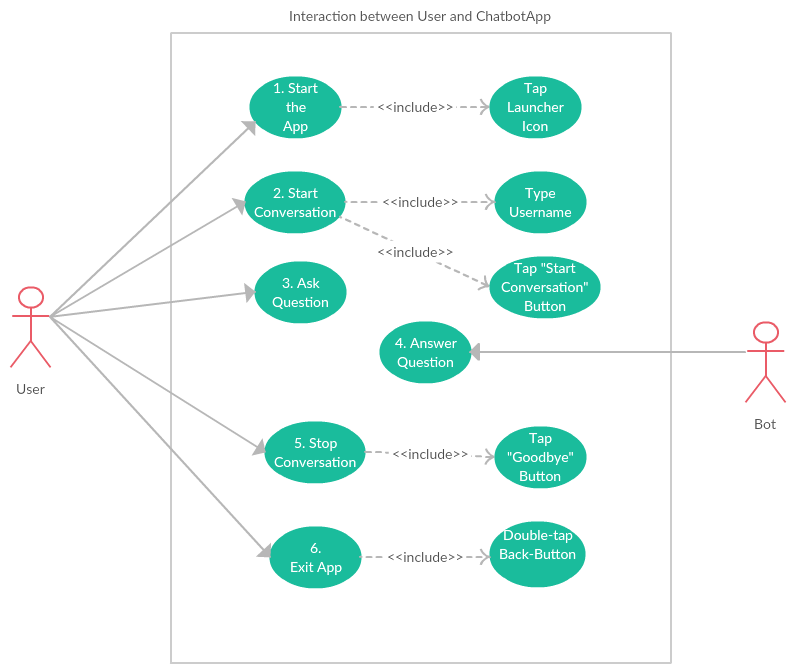 Interaction between User and ChatbotApp
1. Start
the
App
<<include>>
Tap
Launcher
Icon
2. Start
Conversation
<<include>>
Type
Username
<<include>>
Tap "Start
Conversation"
Button
3. Ask
Question
4. Answer
Question
User
Bot
5. Stop
Conversation
<<include>>
Tap
"Goodbye"
Button
6.
Exit App
<<include>>
Double-tap
Back-Button